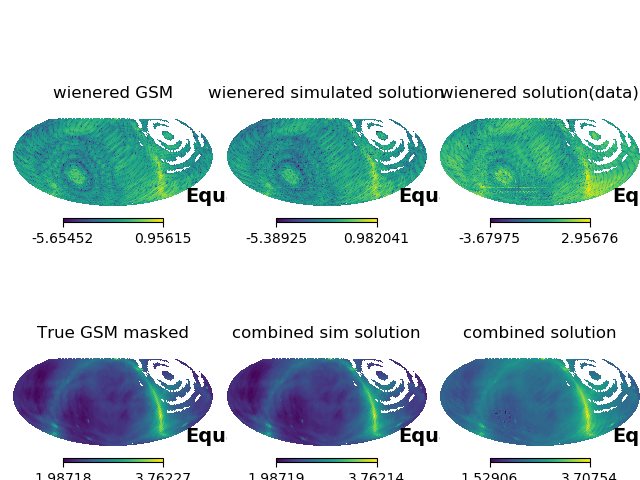 wienered GSM
wienered simulated solution
wienered solution(data)
Equ
Equ
Eq
-5.65452 0.95615
-5.38925 0.982041
-3.67975 2.95676
True GSM masked
combined sim solution
combined solution
Equ
Equ
Eq
1.98718 3.76227
1.98719 3.76214
1.52906 3.70754